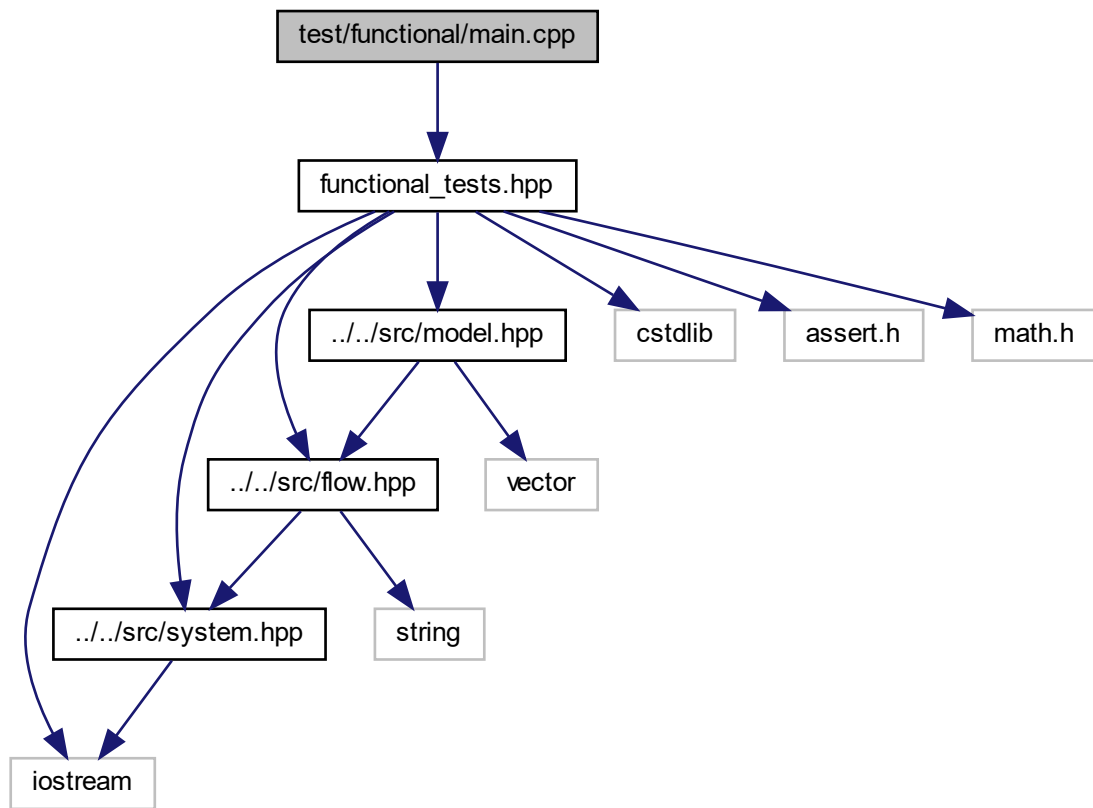 test/functional/main.cpp
functional_tests.hpp
../../src/model.hpp
cstdlib
assert.h
math.h
../../src/flow.hpp
vector
../../src/system.hpp
string
iostream